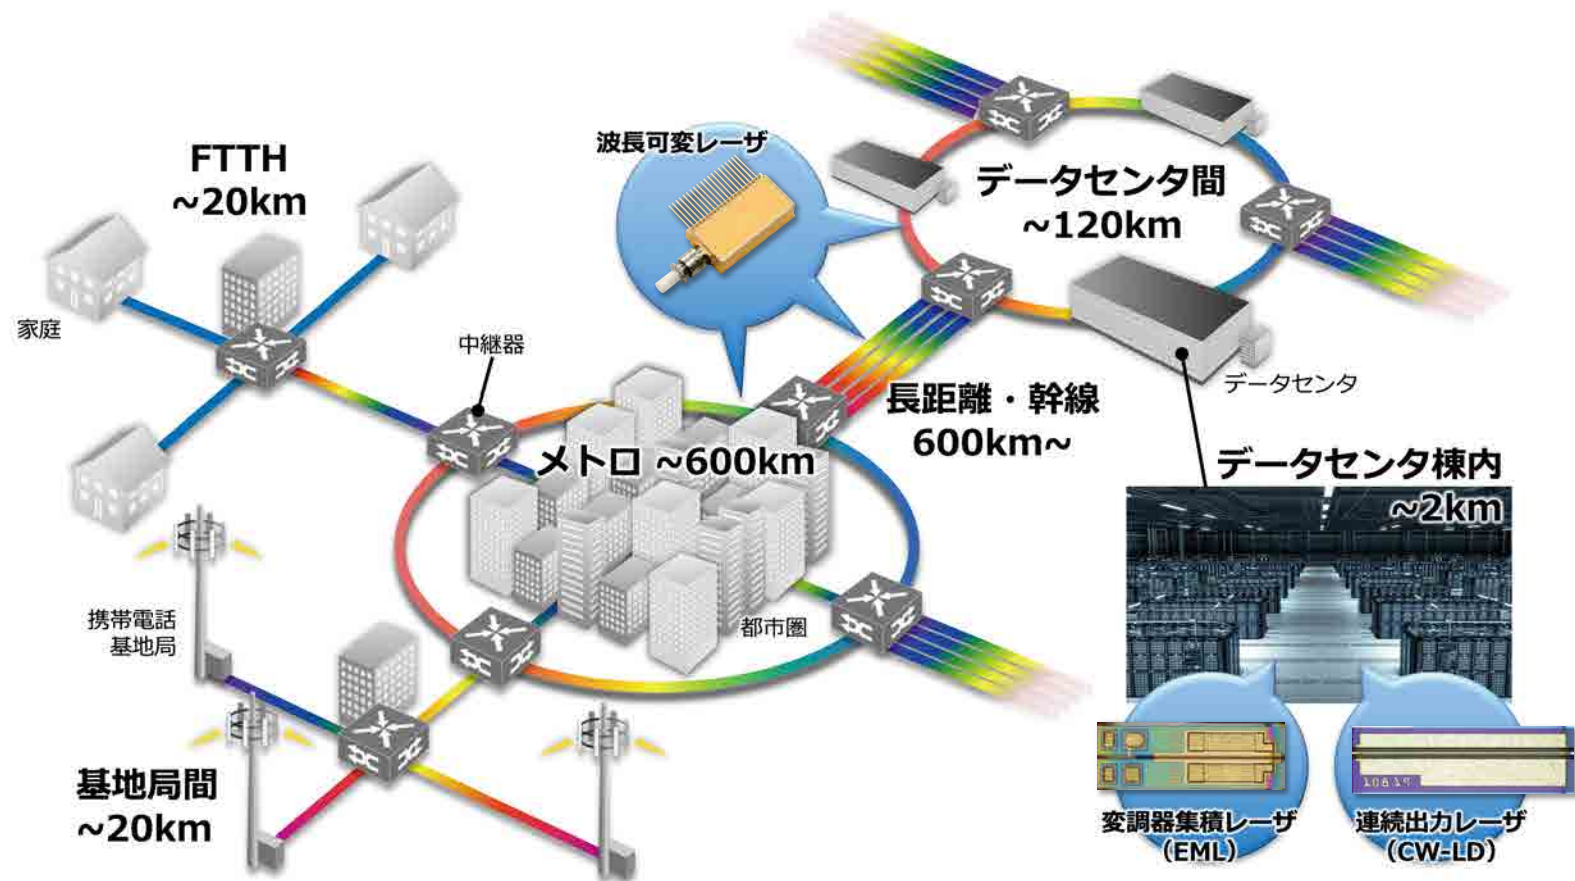 FTTH
~20km
家庭
中継器
波長可変レーザ
データセンタ間
~120km
データセンタ
長距離・幹線
600km~
メトロ ~600km
都市圏
データセンタ棟内
~2km
携帯電話
基地局
基地局間
~20km
10819
変調器集積レーザ
(EML)
連続出力レーザ
(CW-LD)